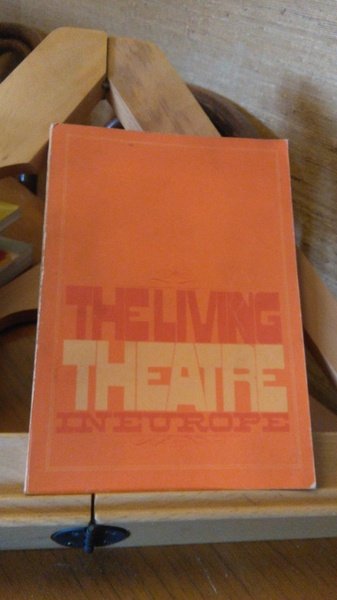 THE LIVING
THEATRE
IN EUROPE